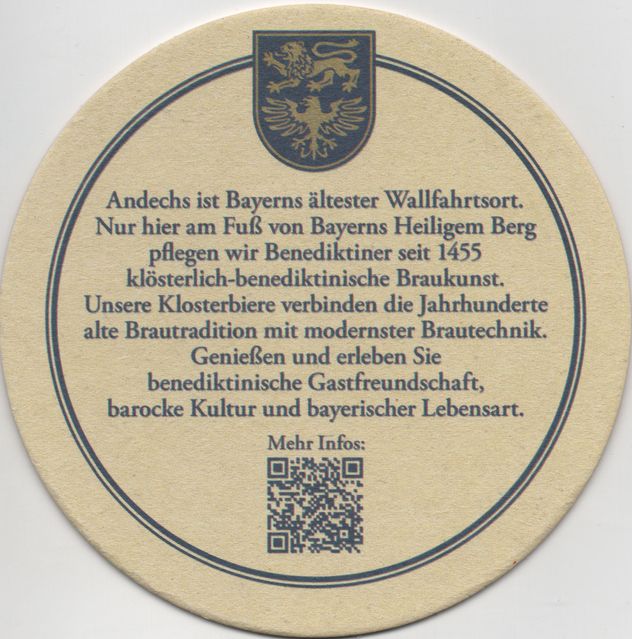 Andechs ist Bayerns ältester Wallfahrtsort.
Nur hier am Fuß von Bayerns Heiligem Berg
pflegen wir Benediktiner seit 1455
klösterlich-benediktinische Braukunst.
Unsere Klosterbiere verbinden die Jahrhunderte
alte Brautradition mit modernster Brautechnik.
Genießen und erleben Sie
benediktinische Gastfreundschaft,
barocke Kultur und bayerischer Lebensart.
Mehr Infos: